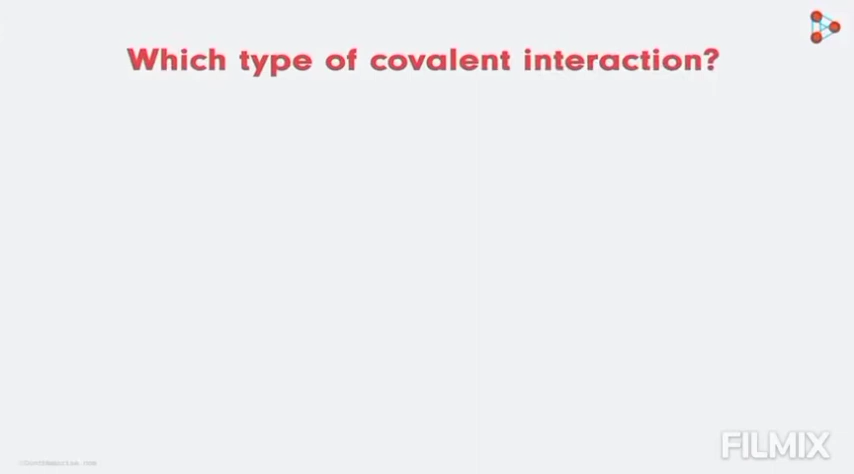 Which type of covalent interaction?
FILMIX